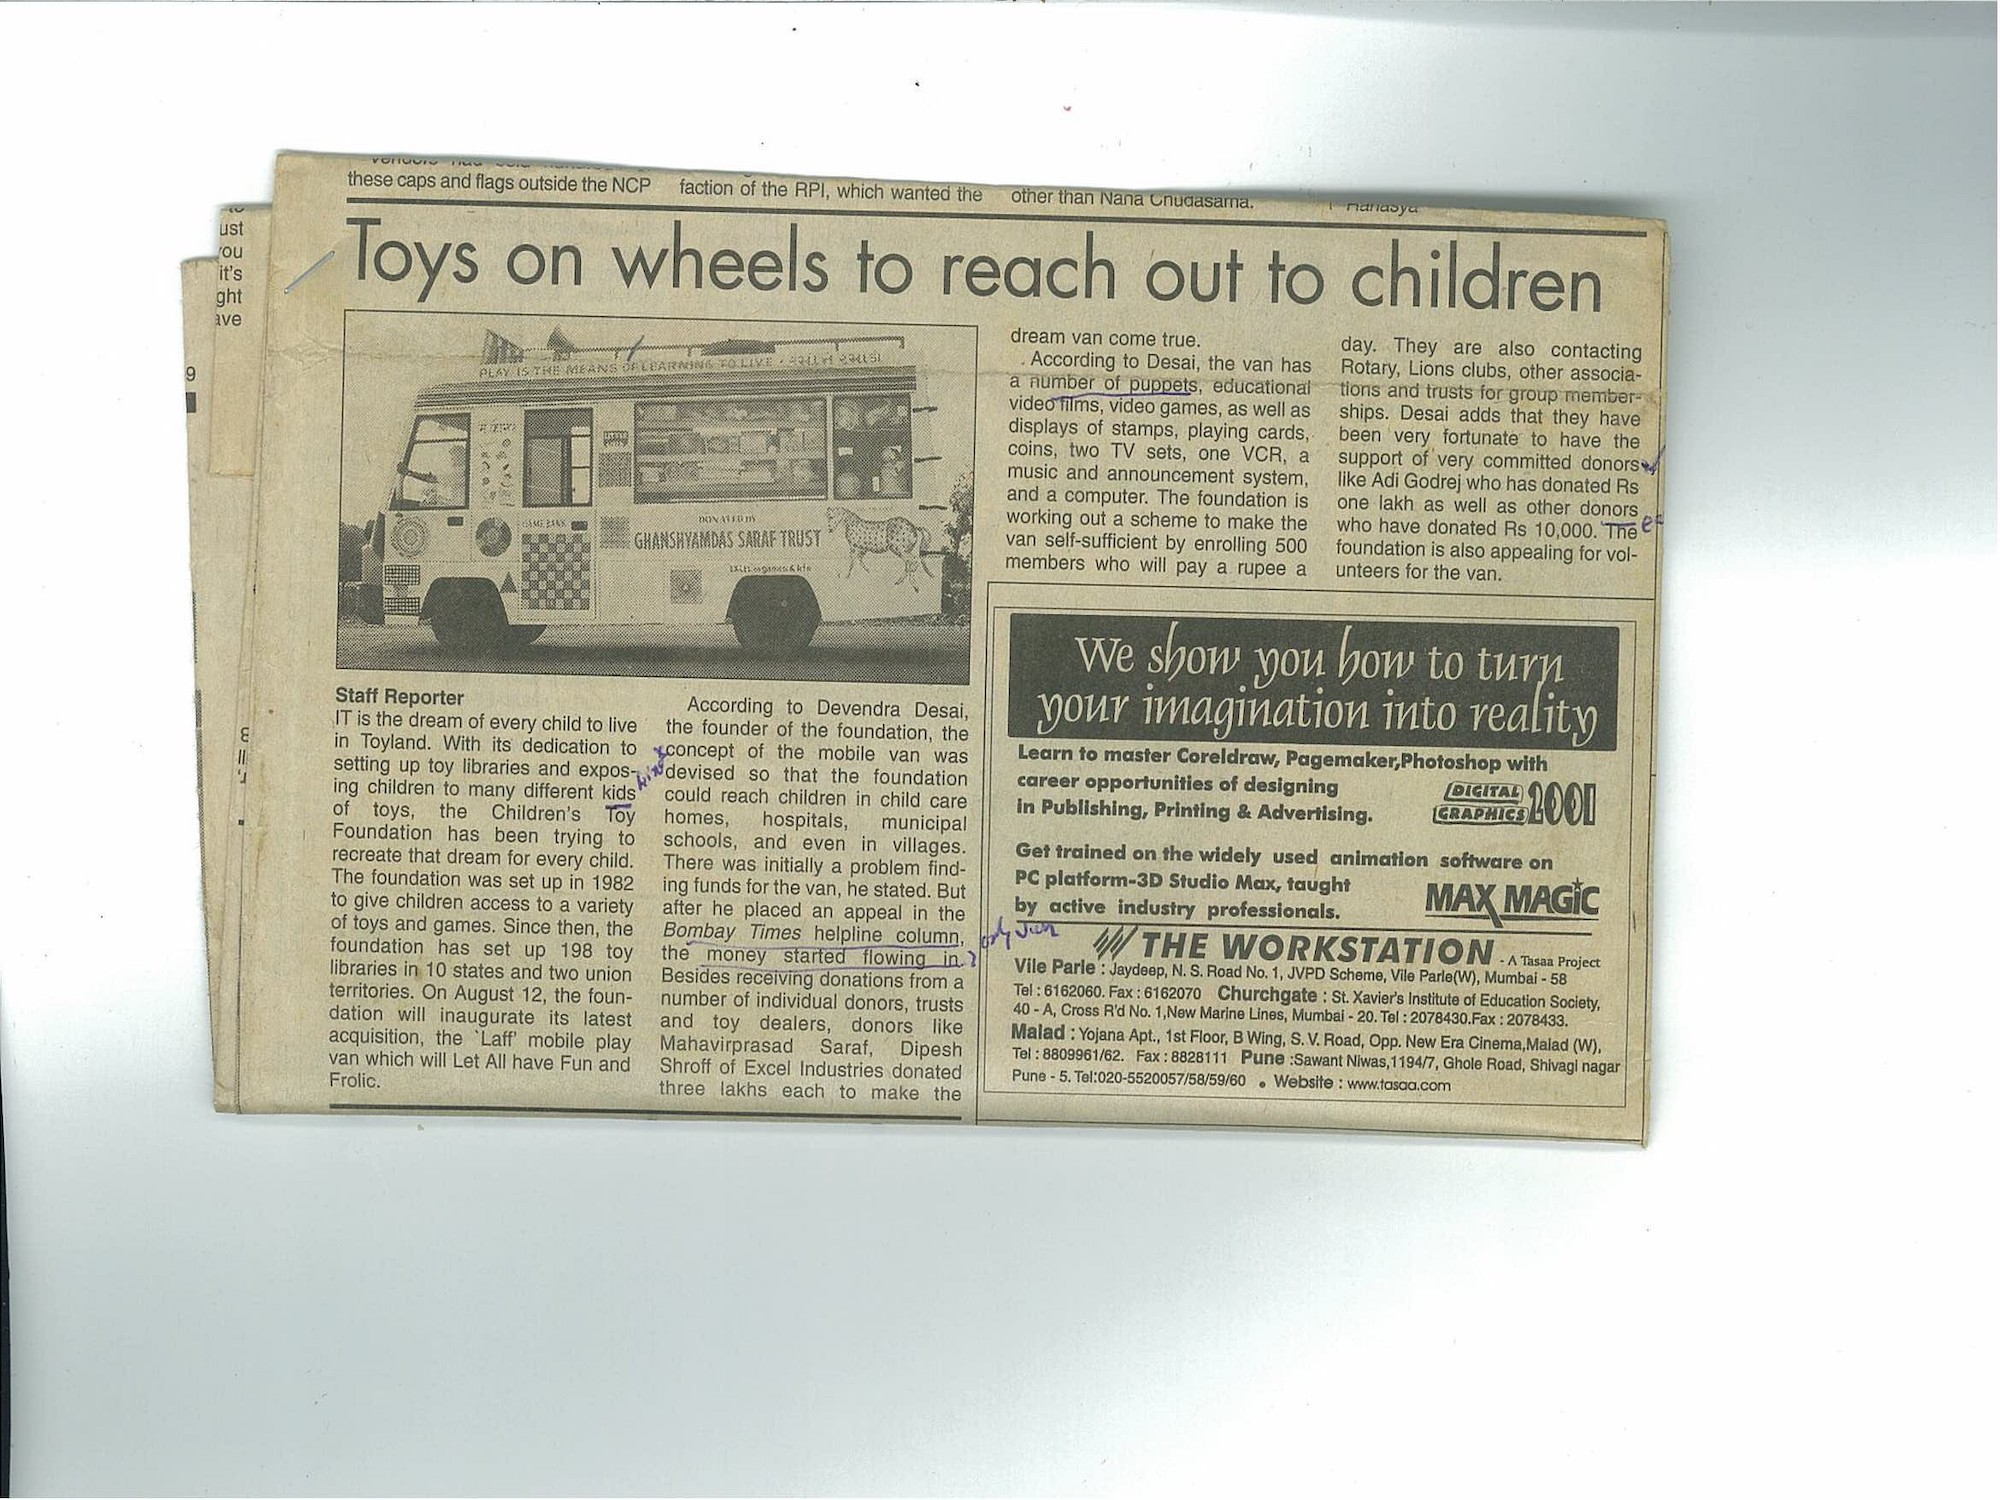 these caps and flags outside the NCP
faction of the RPI, which wanted the
other than Nana Chudasama.
Rahasya
ust
you
it's
ght
ave
9
Toys on wheels to reach out to children
PLAY IS THE MEANS OF LEARNING TO LIVE
GAME BANK
DONATED BY
GHANSHYAMDAS SARAF TRUST
Staff Reporter
IT is the dream of every child to live
in Toyland. With its dedication to
setting up toy libraries and expos-
ing children to many different kids
of toys, the Children's Toy
Foundation has been trying to
recreate that dream for every child.
The foundation was set up in 1982
to give children access to a variety
of toys and games. Since then, the
foundation has set up 198 toy
libraries in 10 states and two union
territories. On August 12, the foun-
dation will inaugurate its latest
acquisition, the `Laff' mobile play
van which will Let All have Fun and
Frolic.
According to Devendra Desai,
the founder of the foundation, the
concept of the mobile van was
devised so that the foundation
could reach children in child care
homes, hospitals, municipal
schools, and even in villages.
There was initially a problem find-
ing funds for the van, he stated. But
after he placed an appeal in the
Bombay Times helpline column,
the money started flowing in.
Besides receiving donations from a
number of individual donors, trusts
and toy dealers, donors like
Mahavirprasad Saraf, Dipesh
Shroff of Excel Industries donated
three lakhs each to make the
dream van come true.
According to Desai, the van has
a number of puppets, educational
video films, video games, as well as
displays of stamps, playing cards,
coins, two TV sets, one VCR, a
music and announcement system,
and a computer. The foundation is
working out a scheme to make the
van self-sufficient by enrolling 500
members who will pay a rupee a
day. They are also contacting
Rotary, Lions clubs, other associa-
tions and trusts for group member-
ships. Desai adds that they have
been very fortunate to have the
support of very committed donors
like Adi Godrej who has donated Rs
one lakh as well as other donors
who have donated Rs 10,000. The
foundation is also appealing for vol-
unteers for the van.
We show you how to turn
your imagination into reality
Learn to master Coreldraw, Pagemaker,Photoshop with
career opportunities of designing
in Publishing, Printing & Advertising.
DIGITAL GRAPHICS 2001
Get trained on the widely used animation software on
PC platform-3D Studio Max, taught
by active industry professionals.
MAX MAGIC
THE WORKSTATION - A Tasaa Project
Vile Parle : Jaydeep, N. S. Road No. 1, JVPD Scheme, Vile Parle(W), Mumbai - 58
Tel : 6162060. Fax : 6162070 Churchgate : St. Xavier's Institute of Education Society,
40 - A, Cross R'd No. 1,New Marine Lines, Mumbai - 20. Tel : 2078430.Fax : 2078433.
Malad : Yojana Apt., 1st Floor, B Wing, S. V. Road, Opp. New Era Cinema,Malad (W),
Tel : 8809961/62. Fax : 8828111 Pune :Sawant Niwas,1194/7, Ghole Road, Shivagi nagar
Pune - 5. Tel:020-5520057/58/59/60 • Website : www.tasaa.com